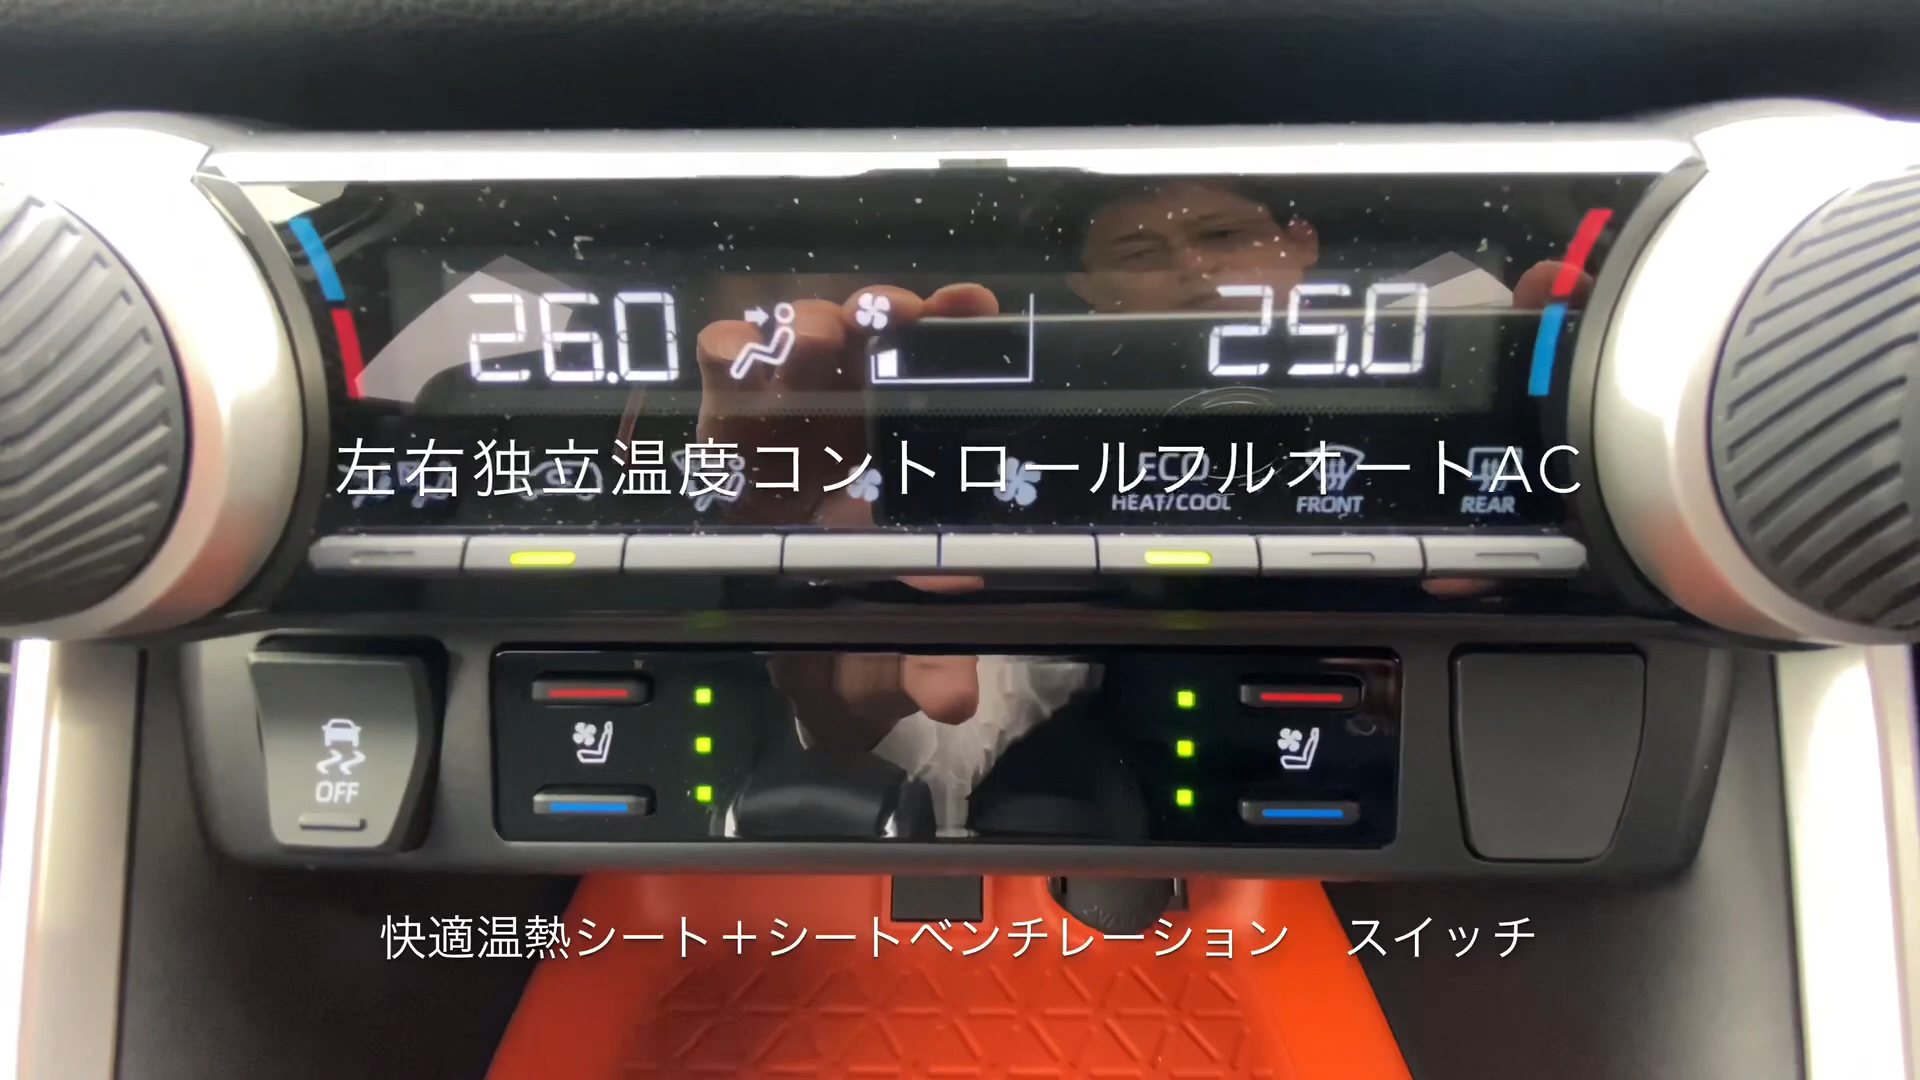 26.0 25.0
左右独立温度コントロールフルオートAC
ECO
HEAT/COOL FRONT REAR
OFF
快適温熱シート＋シートベンチレーション　スイッチ